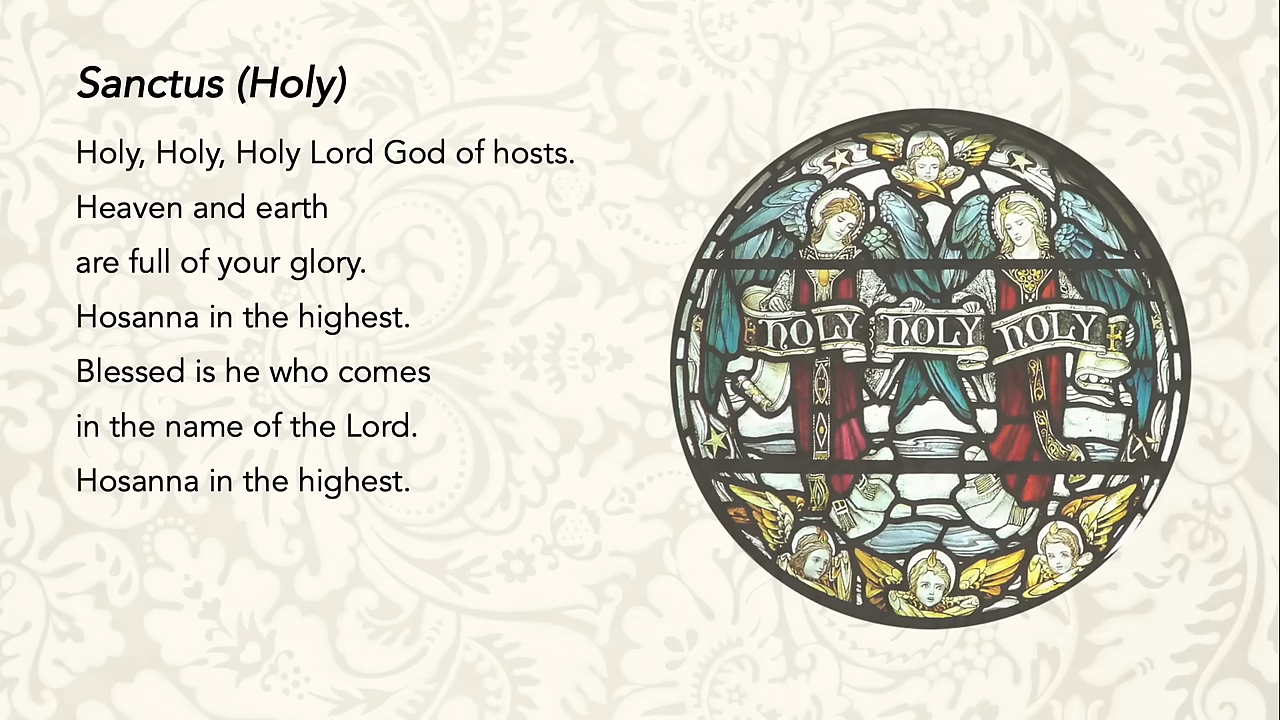 Sanctus (Holy)
Holy, Holy, Holy Lord God of hosts.
Heaven and earth
are full of your glory.
Hosanna in the highest.
Blessed is he who comes
in the name of the Lord.
Hosanna in the highest.
HOLY HOLY HOLY